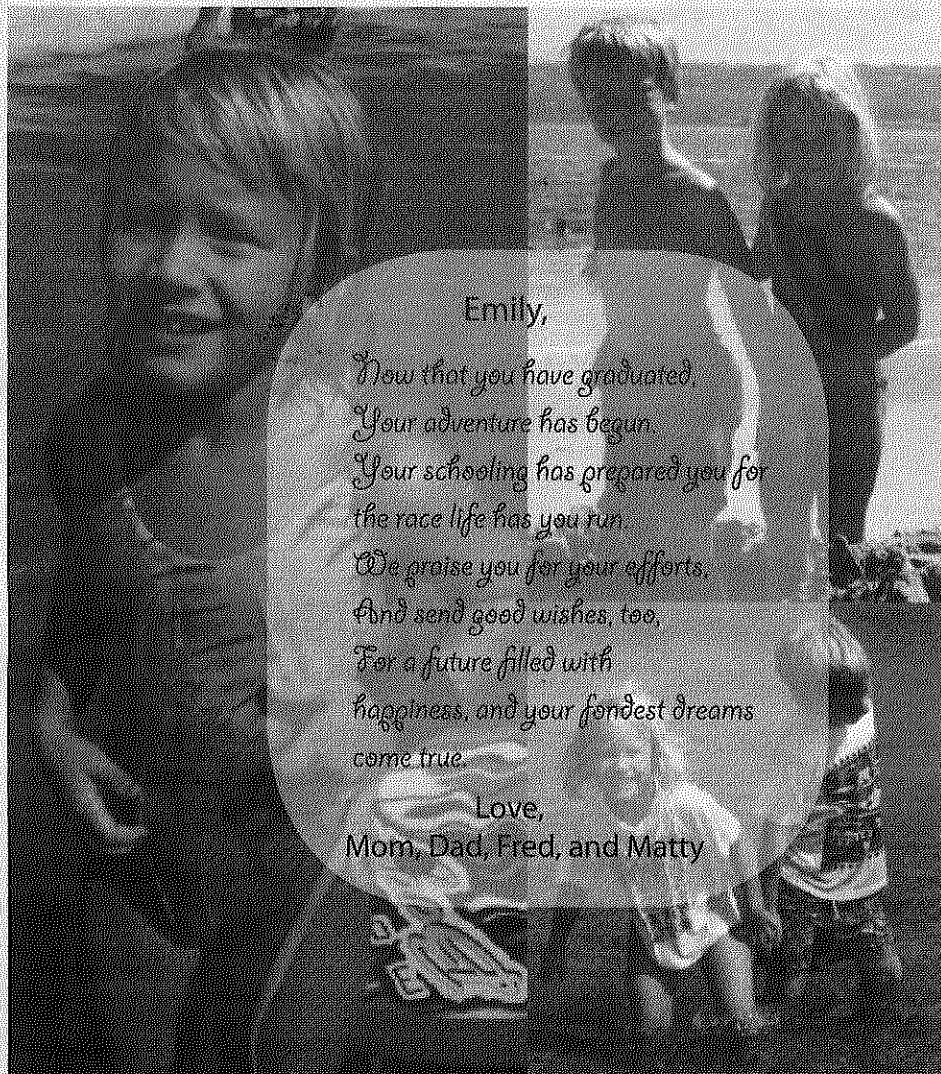 Emily,
Now that you have graduated,
Your adventure has begun.
Your schooling has prepared you for
the race life has you run.
We praise you for your efforts,
And send good wishes, too,
For a future filled with
happiness, and your fondest dreams
come true.
Love,
Mom, Dad, Fred, and Matty